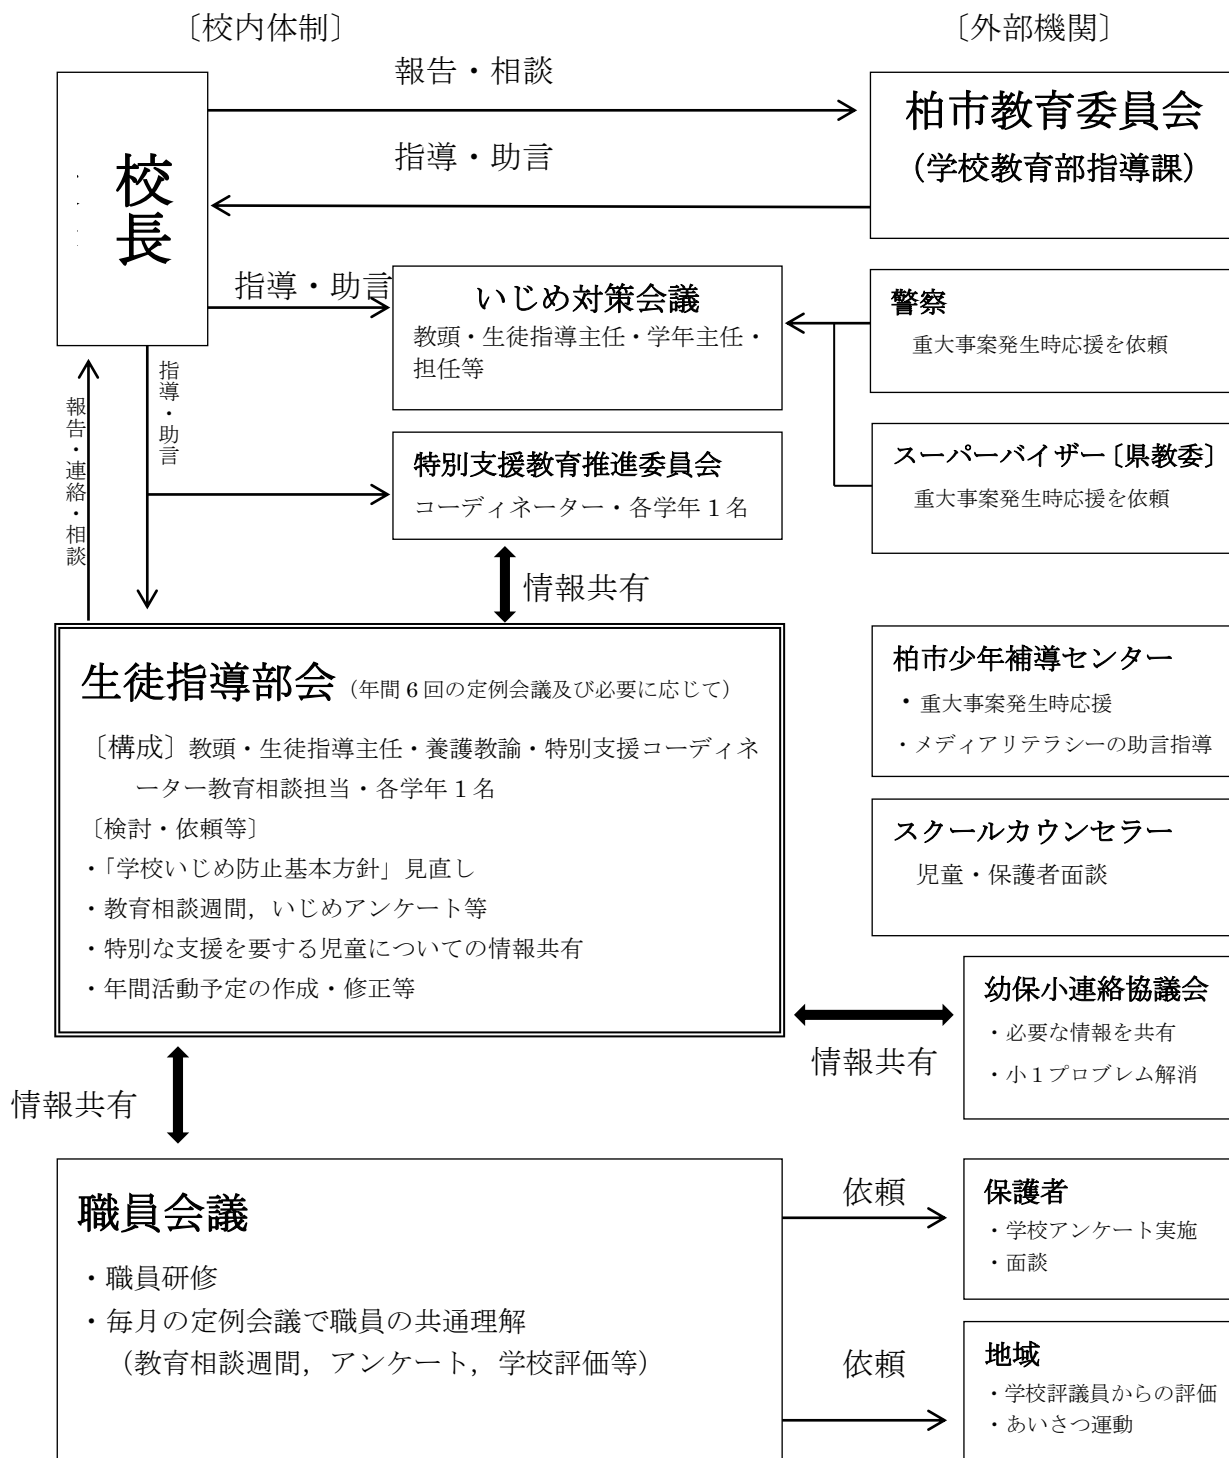 〔校内体制〕
〔外部機関〕
報告・相談
校長
柏市教育委員会
（学校教育部指導課）
指導・助言
指導・助言
いじめ対策会議
教頭・生徒指導主任・学年主任・
担任等
警察
重大事案発生時応援を依頼
指導・助言
報告・連絡・相談
特別支援教育推進委員会
コーディネーター・各学年１名
スーパーバイザー〔県教委〕
重大事案発生時応援を依頼
情報共有
生徒指導部会（年間６回の定例会議及び必要に応じて）
〔構成〕教頭・生徒指導主任・養護教諭・特別支援コーディネ
ーター教育相談担当・各学年１名
〔検討・依頼等〕
・「学校いじめ防止基本方針」見直し
・教育相談週間，いじめアンケート等
・特別な支援を要する児童についての情報共有
・年間活動予定の作成・修正等
柏市少年補導センター
・重大事案発生時応援
・メディアリテラシーの助言指導
スクールカウンセラー
児童・保護者面談
幼保小連絡協議会
・必要な情報を共有
・小１プロブレム解消
情報共有
情報共有
職員会議
・職員研修
・毎月の定例会議で職員の共通理解
（教育相談週間，アンケート，学校評価等）
依頼
保護者
・学校アンケート実施
・面談
依頼
地域
・学校評議員からの評価
・あいさつ運動